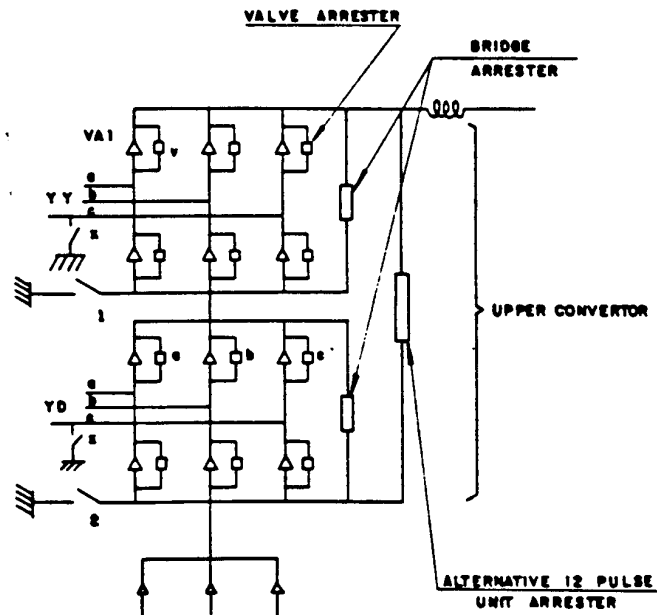 VALVE ARRESTER
BRIDGE
ARRESTER
VA1
v
a
YY
b
c
x
1
UPPER CONVERTOR
a
b
c
a
YD
b
c
x
2
ALTERNATIVE 12 PULSE
UNIT ARRESTER